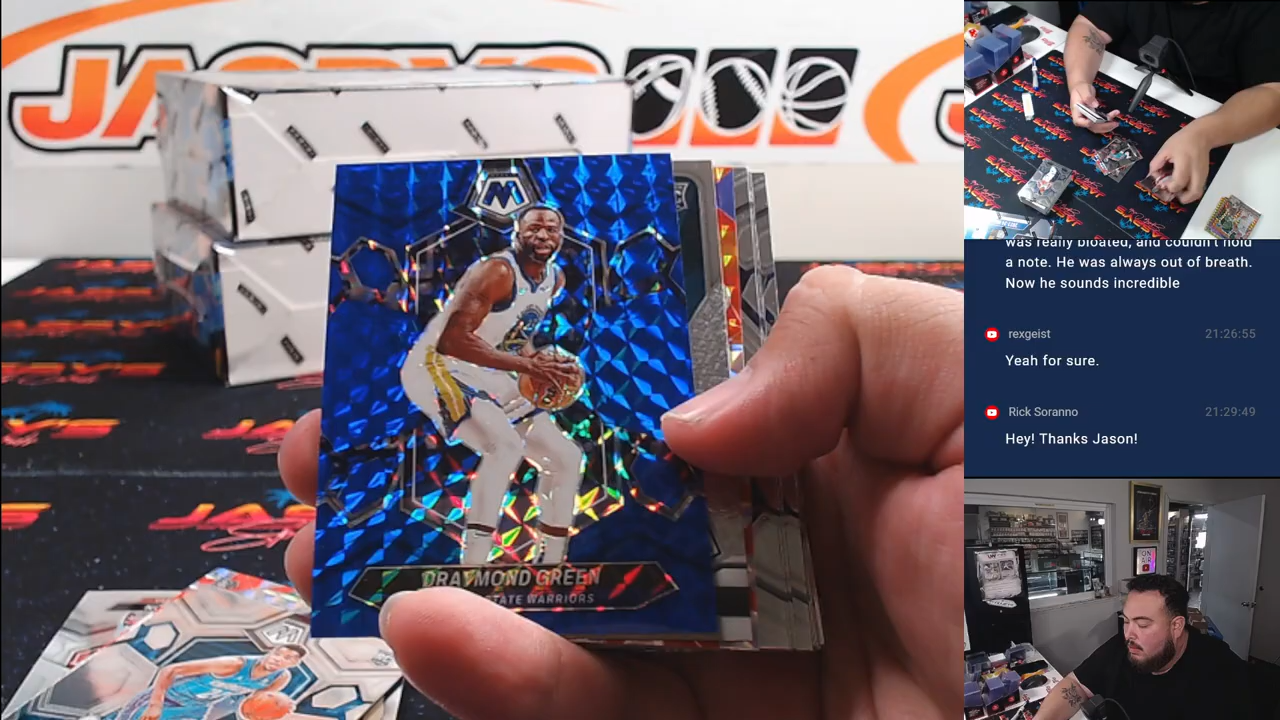 JASPY'S
M
DRAYMOND GREEN
STATE WARRIORS
was really bloated, and couldn't hold
a note. He was always out of breath.
Now he sounds incredible
rexgeist 21:26:55
Yeah for sure.
Rick Soranno 21:29:49
Hey! Thanks Jason!